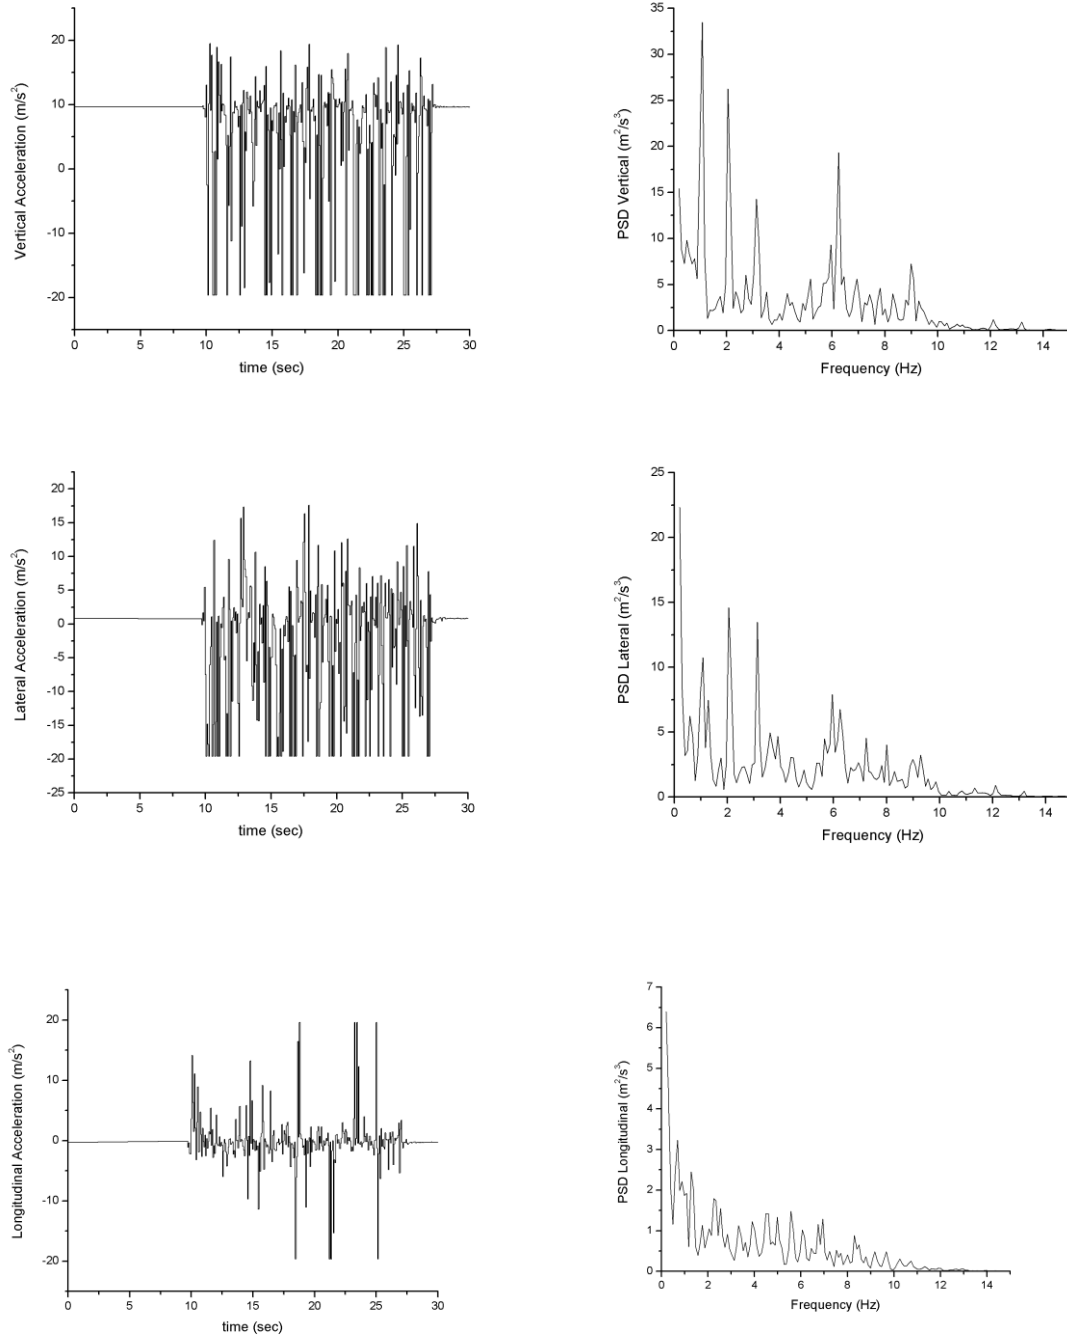 Vertical Acceleration (m/s²)
20
10
0
-10
-20
0 5 10 15 20 25 30
time (sec)
PSD Vertical (m²/s³)
35
30
25
20
15
10
5
0
0 2 4 6 8 10 12 14
Frequency (Hz)
Lateral Acceleration (m/s²)
20
15
10
5
0
-5
-10
-15
-20
-25
0 5 10 15 20 25 30
time (sec)
PSD Lateral (m²/s³)
25
20
15
10
5
0
0 2 4 6 8 10 12 14
Frequency (Hz)
Longitudinal Acceleration (m/s²)
20
10
0
-10
-20
0 5 10 15 20 25 30
time (sec)
PSD Longitudinal (m²/s³)
7
6
5
4
3
2
1
0
0 2 4 6 8 10 12 14
Frequency (Hz)